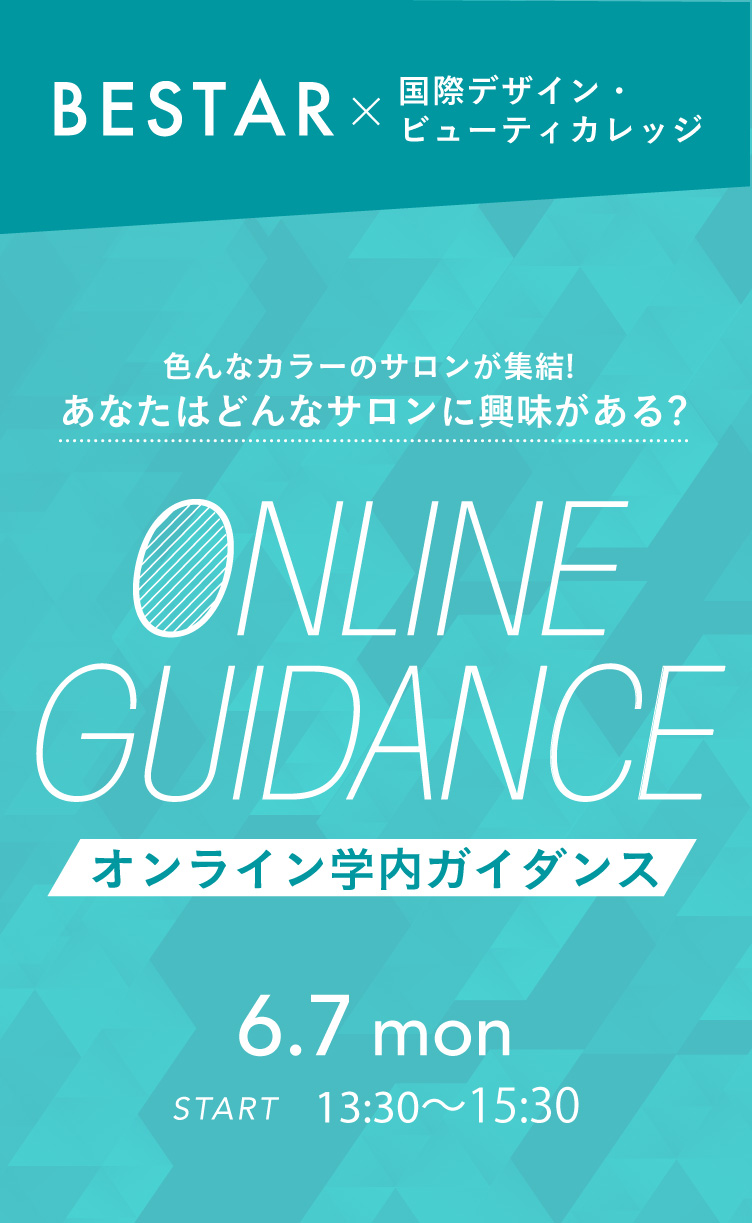 BESTAR × 国際デザイン・
ビューティカレッジ
色んなカラーのサロンが集結!
あなたはどんなサロンに興味がある?
ONLINE
GUIDANCE
オンライン学内ガイダンス
6.7 mon
START 13:30〜15:30